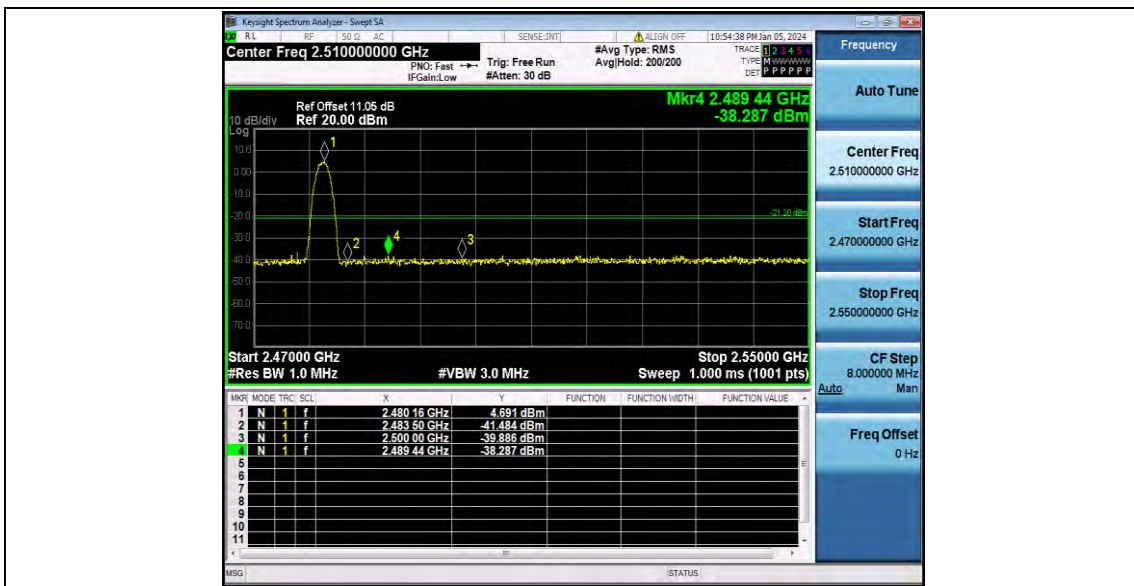 Keysight Spectrum Analyzer - Swept SA
RL RF 50 Ω AC SENSE:INT ALIGN OFF 10:54:38 PM Jan 05, 2024
Center Freq 2.510000000 GHz
PNO: Fast
IFGain:Low
Trig: Free Run
#Atten: 30 dB
#Avg Type: RMS
Avg|Hold: 200/200
TRACE 1 2 3 4 5 6
TYPE M
DET P P P P P P
Frequency
Auto Tune
Center Freq
2.510000000 GHz
Start Freq
2.470000000 GHz
Stop Freq
2.550000000 GHz
CF Step
8.000000 MHz
Auto Man
Freq Offset
0 Hz
Mkr4 2.489 44 GHz
-38.287 dBm
Ref Offset 11.05 dB
10 dB/div Ref 20.00 dBm
Log
10.0
0.00
-10.0
-20.0
-30.0
-40.0
-50.0
-60.0
-70.0
1
2
4
3
-21.20 dBm
Start 2.47000 GHz Stop 2.55000 GHz
#Res BW 1.0 MHz #VBW 3.0 MHz Sweep 1.000 ms (1001 pts)
MKR MODE TRC SCL X Y FUNCTION FUNCTION WIDTH FUNCTION VALUE
1 N 1 f 2.480 16 GHz 4.691 dBm
2 N 1 f 2.483 50 GHz -41.484 dBm
3 N 1 f 2.500 00 GHz -39.886 dBm
4 N 1 f 2.489 44 GHz -38.287 dBm
5
6
7
8
9
10
11
MSG STATUS